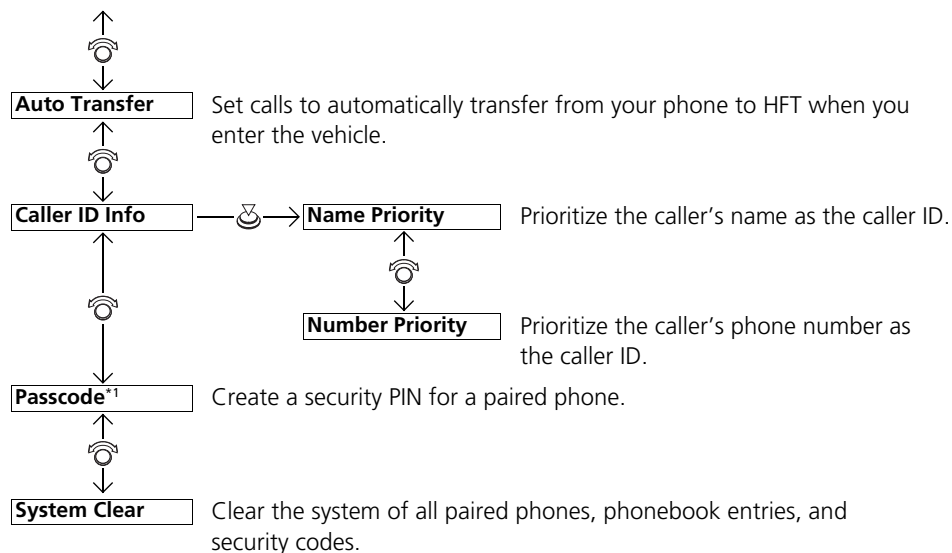 Auto Transfer
Set calls to automatically transfer from your phone to HFT when you
enter the vehicle.
Caller ID Info
Name Priority
Prioritize the caller’s name as the caller ID.
Number Priority
Prioritize the caller’s phone number as
the caller ID.
Passcode*1
Create a security PIN for a paired phone.
System Clear
Clear the system of all paired phones, phonebook entries, and
security codes.